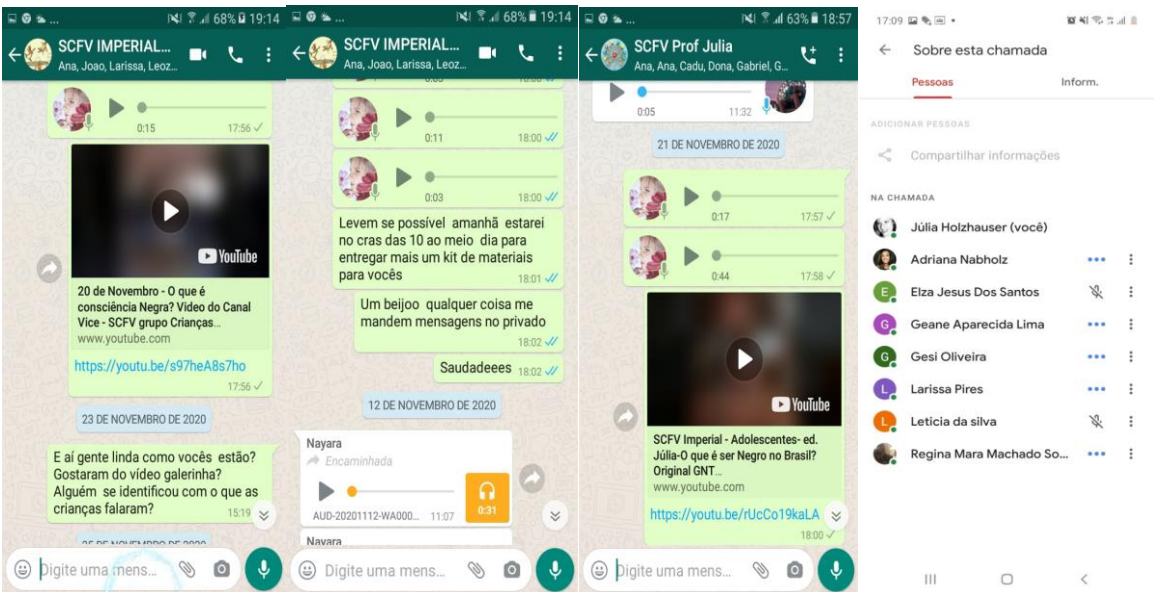 68% 19:14
SCFV IMPERIAL...
Ana, Joao, Larissa, Leoz...
0:15 17:56
YouTube
20 de Novembro - O que é
consciência Negra? Video do Canal
Vice - SCFV grupo Crianças...
www.youtube.com
https://youtu.be/s97heA8s7ho
17:56
23 DE NOVEMBRO DE 2020
E aí gente linda como vocês estão?
Gostaram do vídeo galerinha?
Alguém se identificou com o que as
crianças falaram?
15:19
25 DE NOVEMBRO DE 2020
Digite uma mens...
68% 19:14
SCFV IMPERIAL...
Ana, Joao, Larissa, Leoz...
0:11 18:00
0:03 18:00
Levem se possível amanhã estarei
no cras das 10 ao meio dia para
entregar mais um kit de materiais
para vocês
18:01
Um beijoo qualquer coisa me
mandem mensagens no privado
18:02
Saudadeees 18:02
12 DE NOVEMBRO DE 2020
Nayara
Encaminhada
AUD-20201112-WA000... 11:07 0:31
Nayara
Digite uma mens...
63% 18:57
SCFV Prof Julia
Ana, Ana, Cadu, Dona, Gabriel, G...
0:05 11:32
21 DE NOVEMBRO DE 2020
0:17 17:57
0:44 17:58
YouTube
SCFV Imperial - Adolescentes- ed.
Júlia-O que é ser Negro no Brasil?
Original GNT...
www.youtube.com
https://youtu.be/rUcCo19kaLA
18:00
Digite uma mens...
17:09
Sobre esta chamada
Pessoas Inform.
ADICIONAR PESSOAS
Compartilhar informações
NA CHAMADA
Júlia Holzhauser (você)
Adriana Nabholz
E Elza Jesus Dos Santos
G Geane Aparecida Lima
G Gesi Oliveira
L Larissa Pires
L Leticia da silva
Regina Mara Machado So...